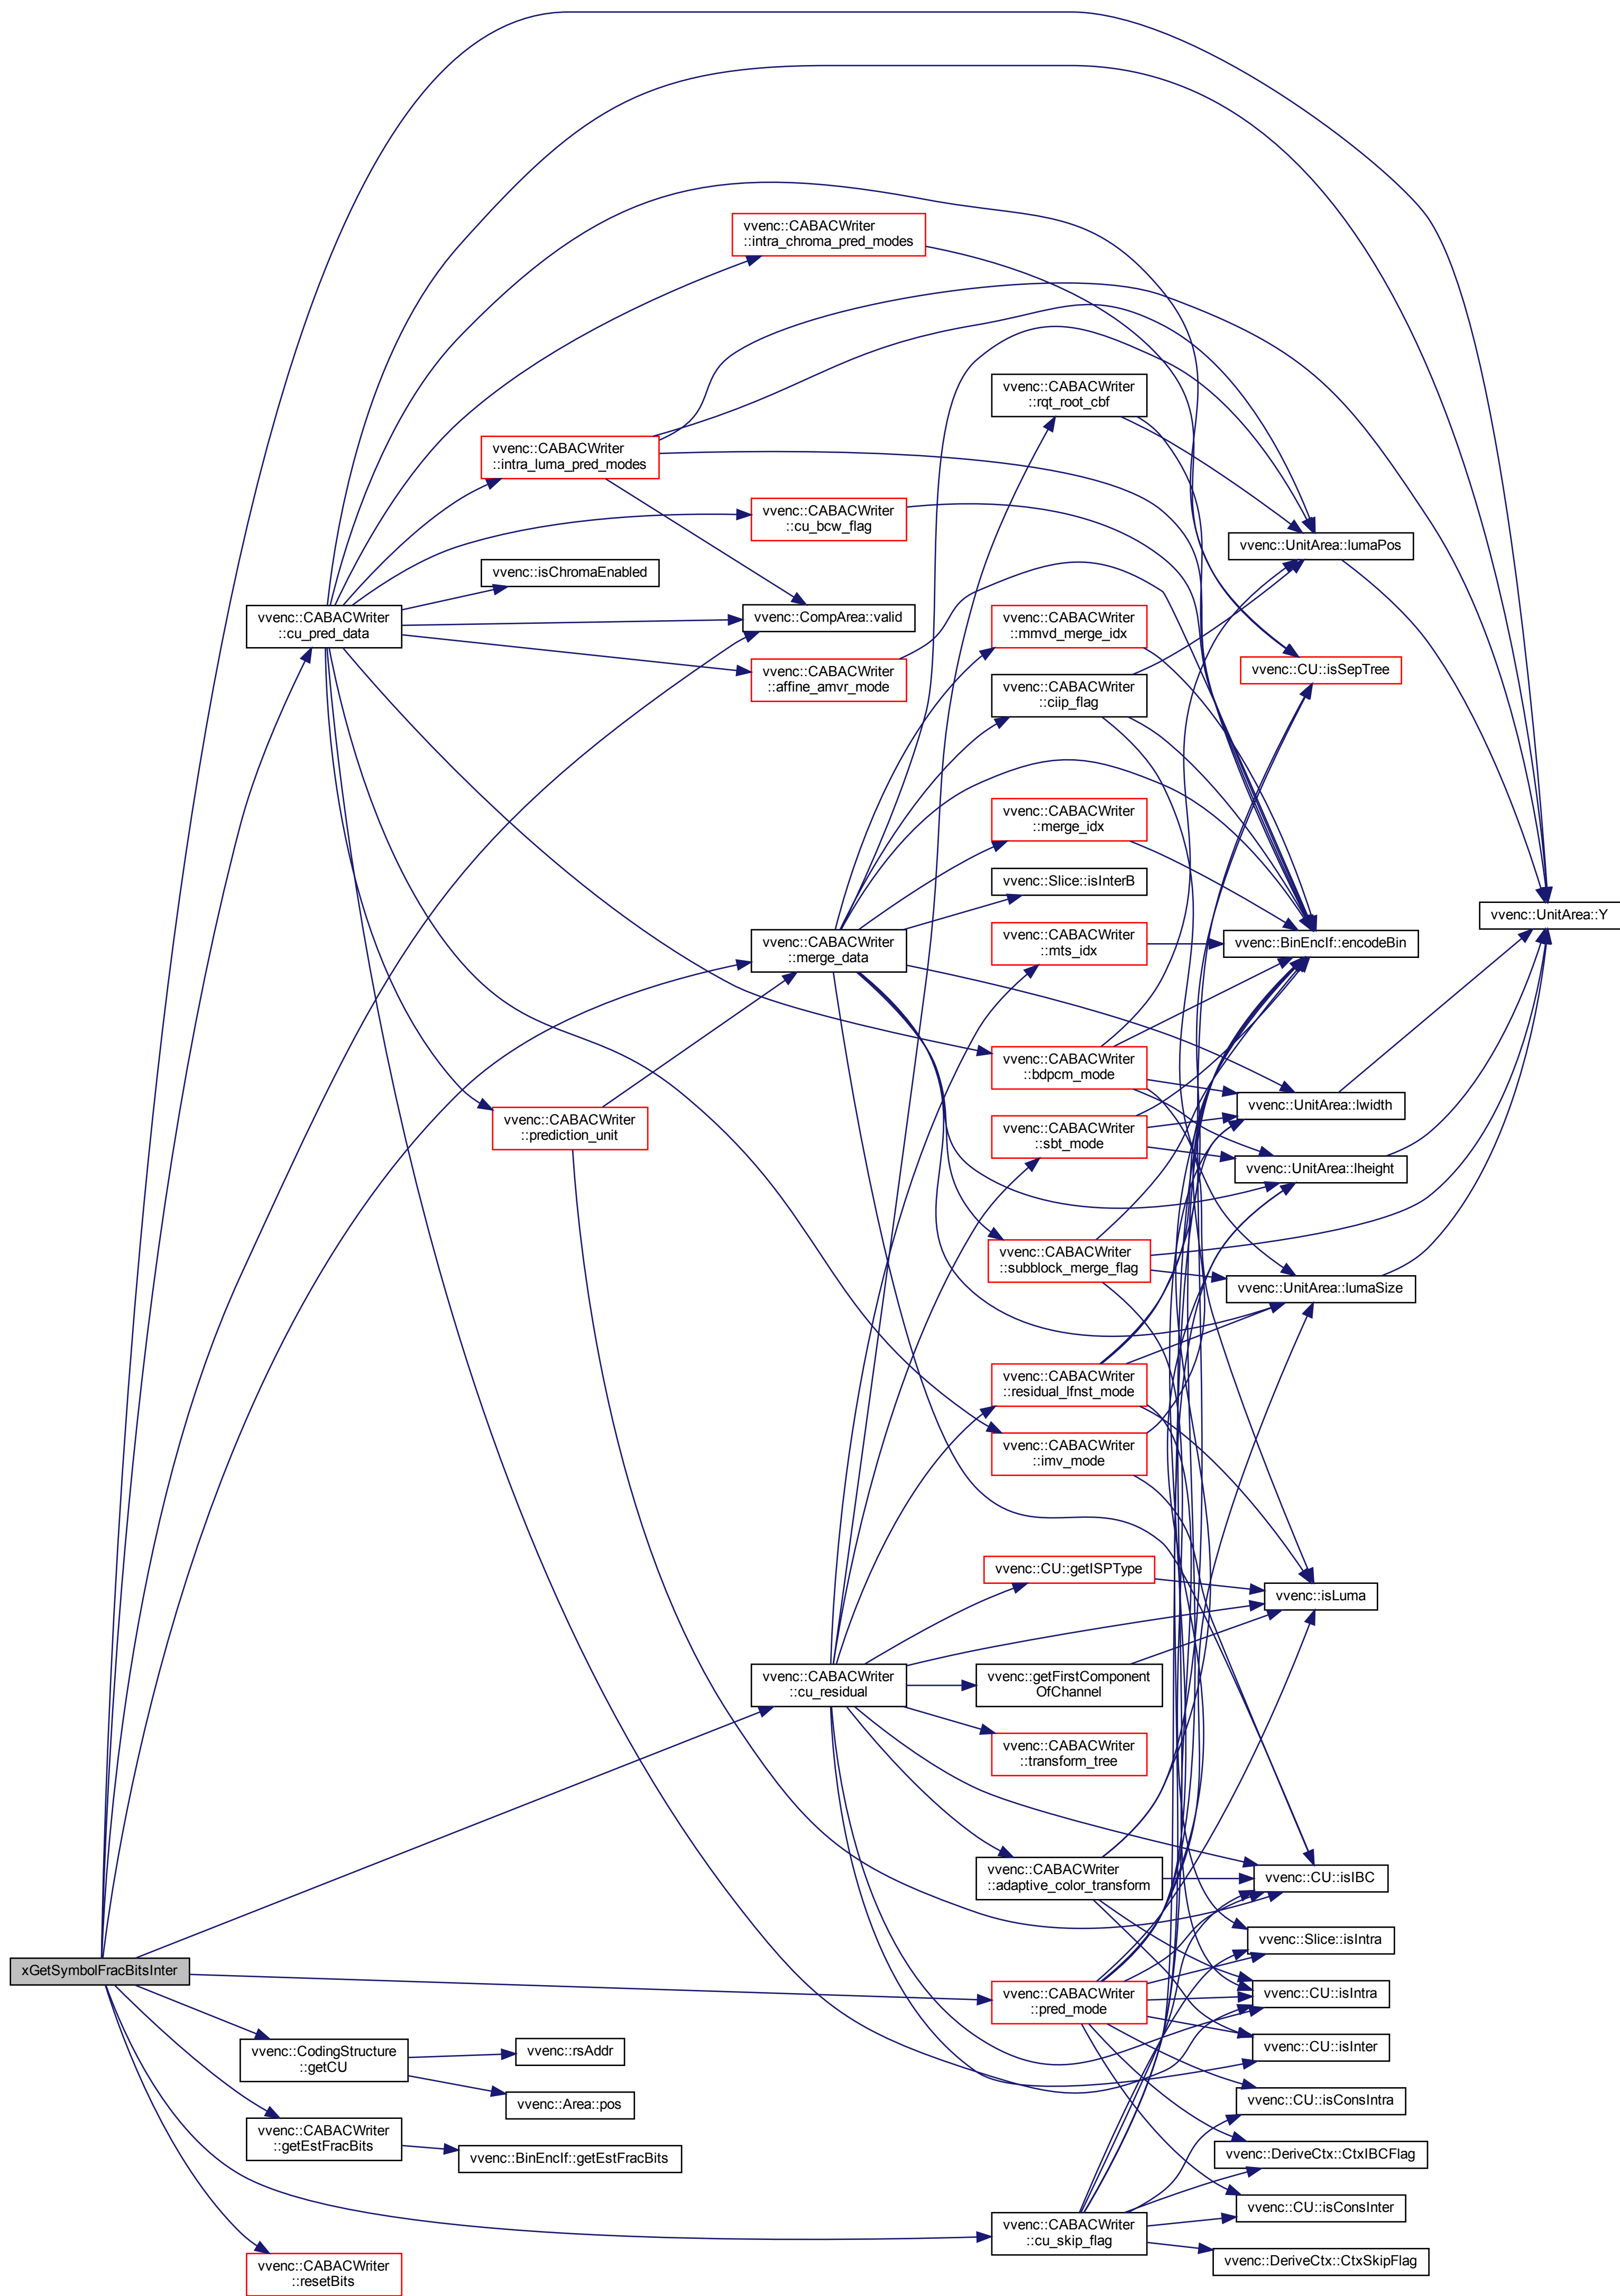 vvenc::CABACWriter
::intra_chroma_pred_modes
vvenc::CABACWriter
::rqt_root_cbf
vvenc::CABACWriter
::intra_luma_pred_modes
vvenc::CABACWriter
::cu_bcw_flag
vvenc::UnitArea::lumaPos
vvenc::isChromaEnabled
vvenc::CompArea::valid
vvenc::CABACWriter
::cu_pred_data
vvenc::CABACWriter
::mmvd_merge_idx
vvenc::CU::isSepTree
vvenc::CABACWriter
::affine_amvr_mode
vvenc::CABACWriter
::ciip_flag
vvenc::CABACWriter
::merge_idx
vvenc::Slice::isInterB
vvenc::UnitArea::Y
vvenc::CABACWriter
::merge_data
vvenc::CABACWriter
::mts_idx
vvenc::BinEncIf::encodeBin
vvenc::CABACWriter
::bdpcm_mode
vvenc::UnitArea::lwidth
vvenc::CABACWriter
::prediction_unit
vvenc::CABACWriter
::sbt_mode
vvenc::UnitArea::lheight
vvenc::CABACWriter
::subblock_merge_flag
vvenc::UnitArea::lumaSize
vvenc::CABACWriter
::residual_lfnst_mode
vvenc::CABACWriter
::imv_mode
vvenc::CU::getISPType
vvenc::isLuma
vvenc::CABACWriter
::cu_residual
vvenc::getFirstComponent
OfChannel
vvenc::CABACWriter
::transform_tree
vvenc::CABACWriter
::adaptive_color_transform
vvenc::CU::isIBC
vvenc::Slice::isIntra
xGetSymbolFracBitsInter
vvenc::CABACWriter
::pred_mode
vvenc::CU::isIntra
vvenc::CodingStructure
::getCU
vvenc::rsAddr
vvenc::CU::isInter
vvenc::Area::pos
vvenc::CU::isConsIntra
vvenc::CABACWriter
::getEstFracBits
vvenc::BinEncIf::getEstFracBits
vvenc::DeriveCtx::CtxIBCFlag
vvenc::CU::isConsInter
vvenc::CABACWriter
::cu_skip_flag
vvenc::DeriveCtx::CtxSkipFlag
vvenc::CABACWriter
::resetBits